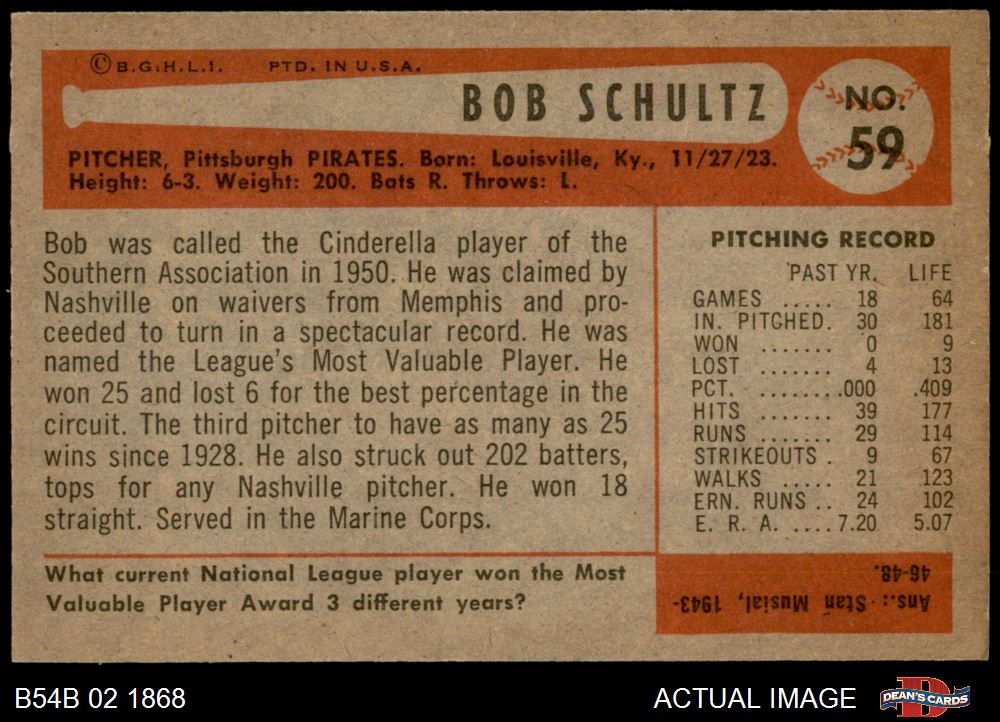 © B.G.H.L.I. PTD. IN U.S.A.
BOB SCHULTZ
NO.
59
PITCHER, Pittsburgh PIRATES. Born: Louisville, Ky., 11/27/23.
Height: 6-3. Weight: 200. Bats R. Throws: L.
Bob was called the Cinderella player of the
Southern Association in 1950. He was claimed by
Nashville on waivers from Memphis and pro-
ceeded to turn in a spectacular record. He was
named the League's Most Valuable Player. He
won 25 and lost 6 for the best percentage in the
circuit. The third pitcher to have as many as 25
wins since 1928. He also struck out 202 batters,
tops for any Nashville pitcher. He won 18
straight. Served in the Marine Corps.
PITCHING RECORD
PAST YR. LIFE
GAMES ..... 18 64
IN. PITCHED. 30 181
WON ....... 0 9
LOST ....... 4 13
PCT. ........000 .409
HITS ....... 39 177
RUNS ....... 29 114
STRIKEOUTS . 9 67
WALKS ..... 21 123
ERN. RUNS .. 24 102
E. R. A. ....7.20 5.07
What current National League player won the Most
Valuable Player Award 3 different years?
Ans.: Stan Musial, 1943-
46-48.
B54B 02 1868
ACTUAL IMAGE
DEAN'S CARDS